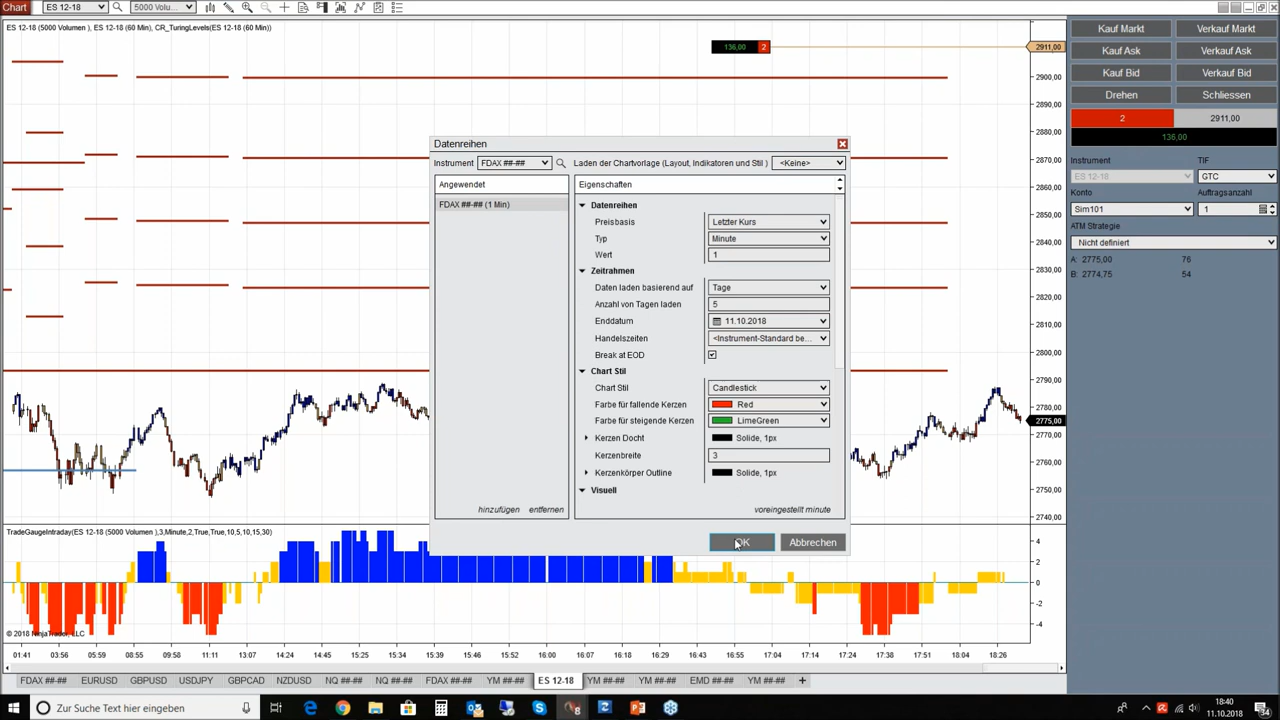 Chart ES 12-18 5000 Volu...
ES 12-18 (5000 Volumen), ES 12-18 (60 Min), CR_TuringLevels(ES 12-18 (60 Min))
136,00 2
2911,00
2900,00
2890,00
2880,00
2870,00
2860,00
2850,00
2840,00
2830,00
2820,00
2810,00
2800,00
2790,00
2780,00
2775,00
2770,00
2760,00
2750,00
2740,00
Datenreihen
Instrument FDAX ##-## Laden der Chartvorlage (Layout, Indikatoren und Stil ) <Keine>
Angewendet
FDAX ##-## (1 Min)
hinzufügen entfernen
Eigenschaften
Datenreihen
Preisbasis Letzter Kurs
Typ Minute
Wert 1
Zeitrahmen
Daten laden basierend auf Tage
Anzahl von Tagen laden 5
Enddatum 11.10.2018
Handelszeiten <Instrument-Standard be...
Break at EOD
Chart Stil
Chart Stil Candlestick
Farbe für fallende Kerzen Red
Farbe für steigende Kerzen LimeGreen
Kerzen Docht Solide, 1px
Kerzenbreite 3
Kerzenkörper Outline Solide, 1px
Visuell
voreingestellt minute
OK Abbrechen
Kauf Markt Verkauf Markt
Kauf Ask Verkauf Ask
Kauf Bid Verkauf Bid
Drehen Schliessen
2 2911,00
136,00
Instrument TIF
ES 12-18 GTC
Konto Auftragsanzahl
Sim101 1
ATM Strategie
Nicht definiert
A: 2775,00 76
B: 2774,75 54
TradeGaugeIntraday(ES 12-18 (5000 Volumen),3,Minute,2,True,True,10,5,10,15,30)
4
2
0
-2
-4
© 2018 NinjaTrader, LLC
01:41 03:56 05:59 09:58 11:11 13:07 14:24 14:45 15:25 15:39 15:45 15:52 16:00 16:07 16:18 16:28 16:43 16:55 17:04 17:14 17:24 17:34 17:51 18:04 18:26
FDAX ##-## EURUSD GBPUSD USDJPY GBPCAD NZDUSD NQ ##-## NQ ##-## FDAX ##-## YM ##-## ES 12-18 YM ##-## YM ##-## EMD ##-## YM ##-## +
Zur Suche Text hier eingeben
18:40
11.10.2018